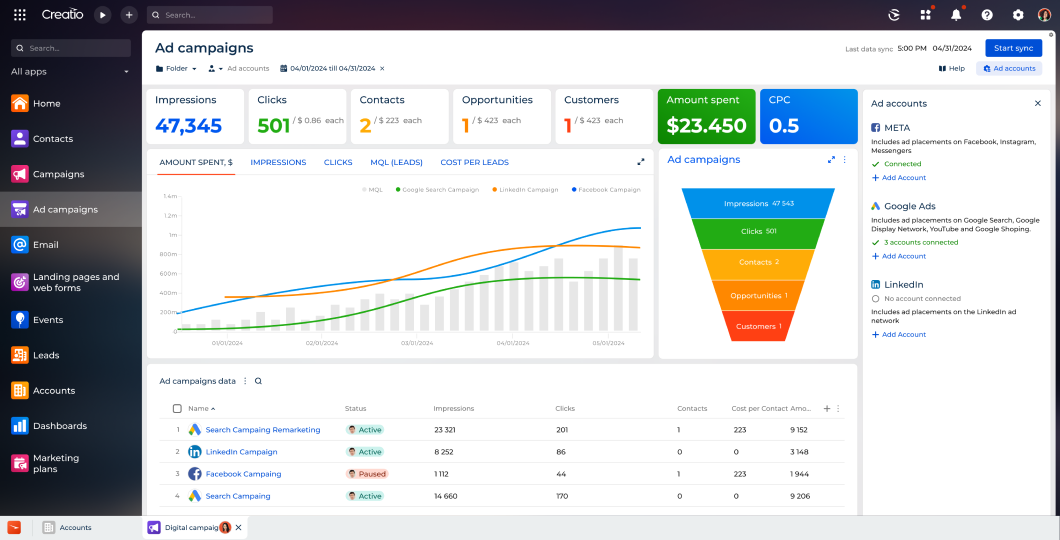 Creatio
Search...
Search...
All apps
Home
Contacts
Campaigns
Ad campaigns
Email
Landing pages and
web forms
Events
Leads
Accounts
Dashboards
Marketing
plans
Ad campaigns
Last data sync 5:00 PM 04/31/2024
Start sync
Folder
Ad accounts
04/01/2024 till 04/31/2024
Help
Ad accounts
Impressions
47,345
Clicks
501 / $ 0.86 each
Contacts
2 / $ 223 each
Opportunities
1 / $ 423 each
Customers
1 / $ 423 each
Amount spent
$23.450
CPC
0.5
AMOUNT SPENT, $
IMPRESSIONS
CLICKS
MQL (LEADS)
COST PER LEADS
MQL
Google Search Campaign
LinkedIn Campaign
Facebook Campaign
1.4m
1.2m
1m
800m
600m
400m
200m
0
01/01/2024
02/01/2024
03/01/2024
04/01/2024
05/01/2024
Ad campaigns
Impressions 47 543
Clicks 501
Contacts 2
Opportunities 1
Customers 1
Ad accounts
META
Includes ad placements on Facebook, Instagram,
Messengers
Connected
+ Add Account
Google Ads
Includes ad placements on Google Search, Google
Display Network, YouTube and Google Shoping.
3 accounts connected
+ Add Account
LinkedIn
No account connected
Includes ad placements on the LinkedIn ad
network
+ Add Account
Ad campaigns data
Name Status Impressions Clicks Contacts Cost per Contact Amo...
1 Search Campaing Remarketing Active 23 321 201 1 223 9 152
2 LinkedIn Campaign Active 8 252 86 0 0 3 148
3 Facebook Campaing Paused 1 112 44 1 223 1 944
4 Search Campaing Active 14 660 170 0 0 9 206
Accounts
Digital campaig